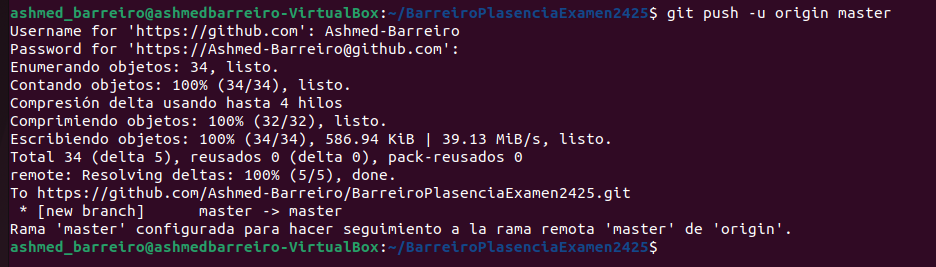 ashmed_barreiro@ashmedbarreiro-VirtualBox:~/BarreiroPlasenciaExamen2425$ git push -u origin master
Username for 'https://github.com': Ashmed-Barreiro
Password for 'https://Ashmed-Barreiro@github.com':
Enumerando objetos: 34, listo.
Contando objetos: 100% (34/34), listo.
Compresión delta usando hasta 4 hilos
Comprimiendo objetos: 100% (32/32), listo.
Escribiendo objetos: 100% (34/34), 586.94 KiB | 39.13 MiB/s, listo.
Total 34 (delta 5), reusados 0 (delta 0), pack-reusados 0
remote: Resolving deltas: 100% (5/5), done.
To https://github.com/Ashmed-Barreiro/BarreiroPlasenciaExamen2425.git
 * [new branch]      master -> master
Rama 'master' configurada para hacer seguimiento a la rama remota 'master' de 'origin'.
ashmed_barreiro@ashmedbarreiro-VirtualBox:~/BarreiroPlasenciaExamen2425$